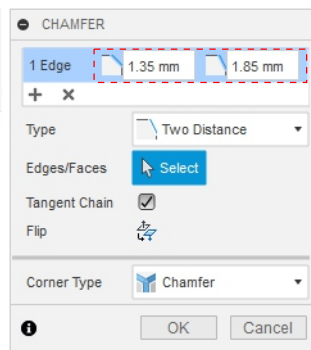 CHAMFER
1 Edge 1.35 mm 1.85 mm
Type Two Distance
Edges/Faces Select
Tangent Chain
Flip
Corner Type Chamfer
OK Cancel